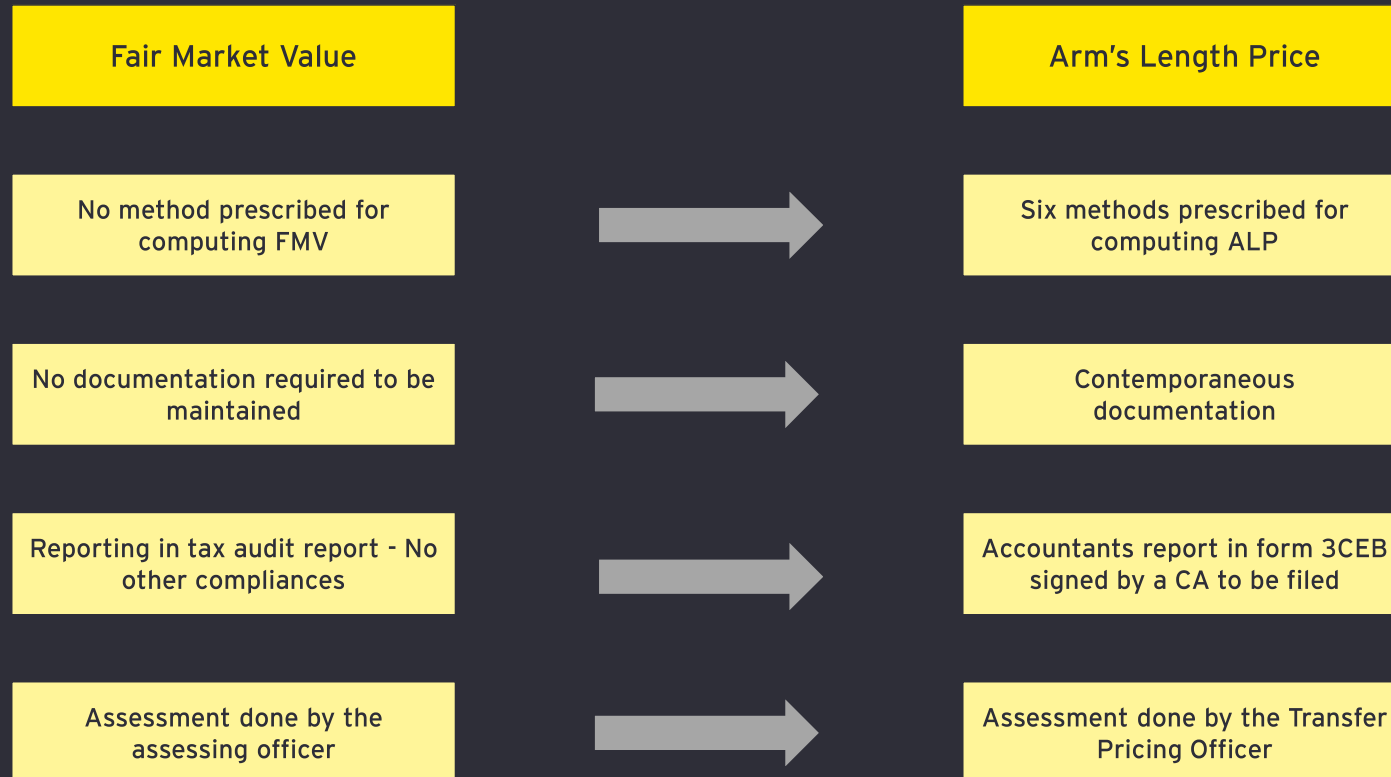 Fair Market Value
Arm's Length Price
No method prescribed for
computing FMV
Six methods prescribed for
computing ALP
No documentation required to be
maintained
Contemporaneous
documentation
Reporting in tax audit report - No
other compliances
Accountants report in form 3CEB
signed by a CA to be filed
Assessment done by the
assessing officer
Assessment done by the Transfer
Pricing Officer